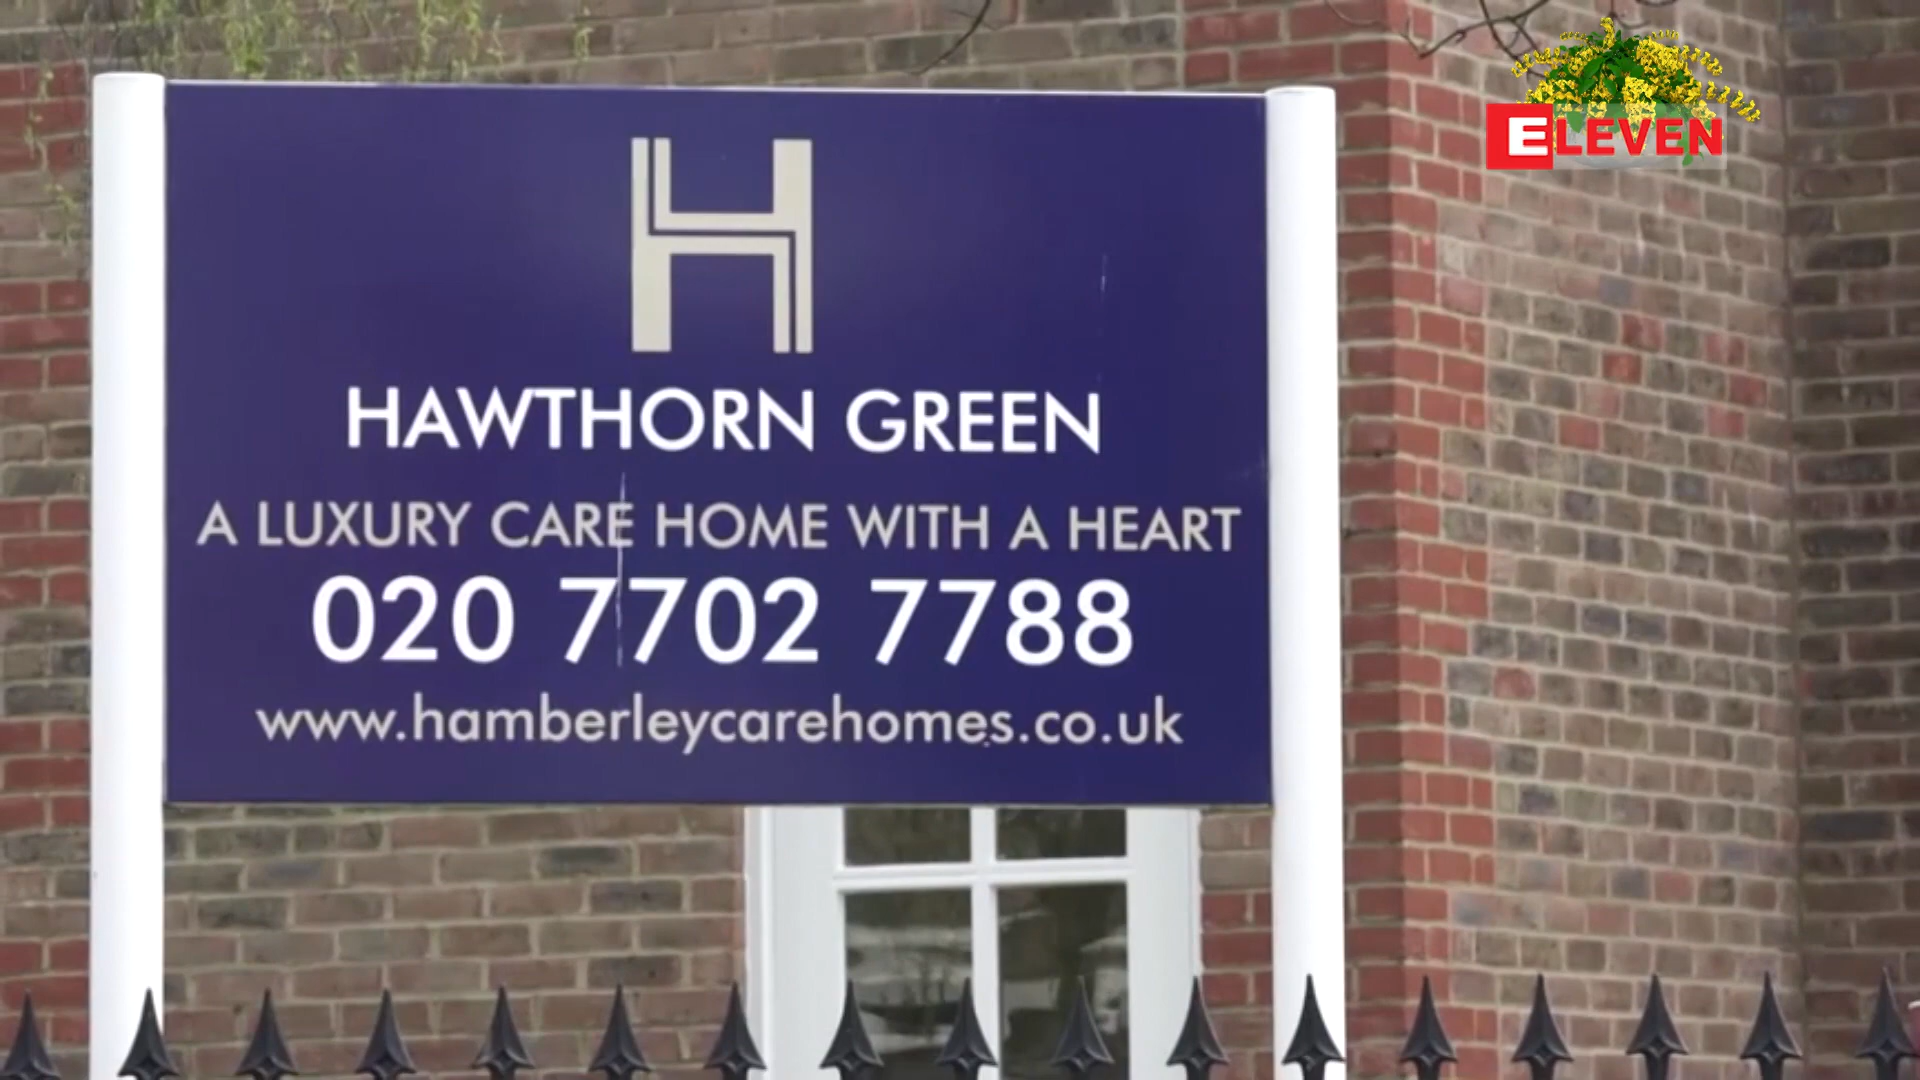 ELEVEN
H
HAWTHORN GREEN
A LUXURY CARE HOME WITH A HEART
020 7702 7788
www.hamberleycarehomes.co.uk